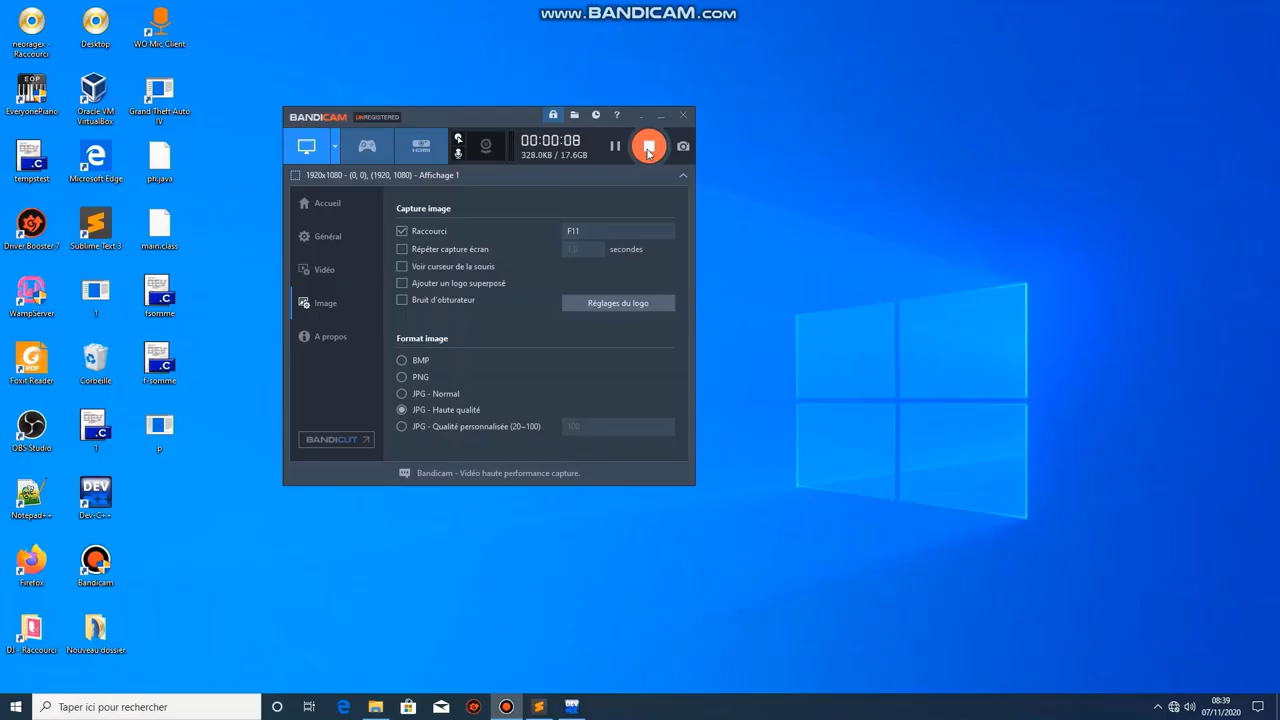 www.BANDICAM.com
neoragex -
Raccourci
Desktop
WO Mic Client
EveryonePiano
Oracle VM
VirtualBox
Grand Theft Auto
IV
tempstest
Microsoft Edge
ph.java
Driver Booster 7
Sublime Text 3
main.class
WampServer
1
fsomme
Foxit Reader
Corbeille
f-somme
OBS Studio
1
p
Notepad++
Dev-C++
Firefox
Bandicam
DJ - Raccourci
Nouveau dossier
BANDICAM UNREGISTERED
HDMI
00:00:08
328.0KB / 17.6GB
1920x1080 - (0, 0), (1920, 1080) - Affichage 1
Accueil
Général
Vidéo
Image
A propos
BANDICUT
Capture image
Raccourci F11
Répéter capture écran 1.0 secondes
Voir curseur de la souris
Ajouter un logo superposé
Bruit d'obturateur
Réglages du logo
Format image
BMP
PNG
JPG - Normal
JPG - Haute qualité
JPG - Qualité personnalisée (20~100) 100
Bandicam - Vidéo haute performance capture.
Taper ici pour rechercher
08:39
07/11/2020